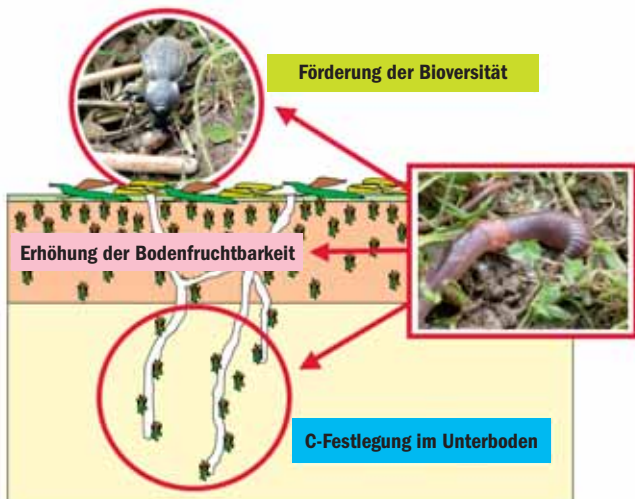 Förderung der Bioversität
Erhöhung der Bodenfruchtbarkeit
C-Festlegung im Unterboden